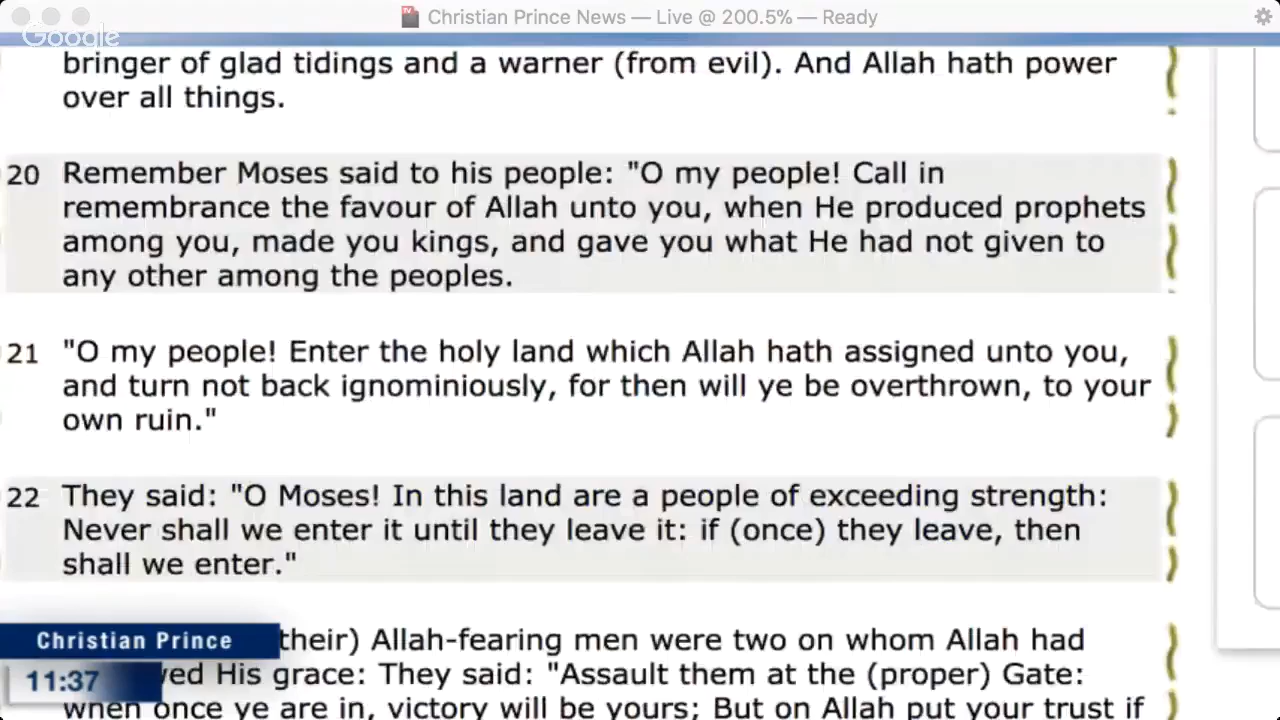 Christian Prince News — Live @ 200.5% — Ready
Google
bringer of glad tidings and a warner (from evil). And Allah hath power
over all things.
20 Remember Moses said to his people: "O my people! Call in
remembrance the favour of Allah unto you, when He produced prophets
among you, made you kings, and gave you what He had not given to
any other among the peoples.
21 "O my people! Enter the holy land which Allah hath assigned unto you,
and turn not back ignominiously, for then will ye be overthrown, to your
own ruin."
22 They said: "O Moses! In this land are a people of exceeding strength:
Never shall we enter it until they leave it: if (once) they leave, then
shall we enter."
their) Allah-fearing men were two on whom Allah had
His grace: They said: "Assault them at the (proper) Gate:
when once ye are in, victory will be yours; But on Allah put your trust if
Christian Prince
11:37